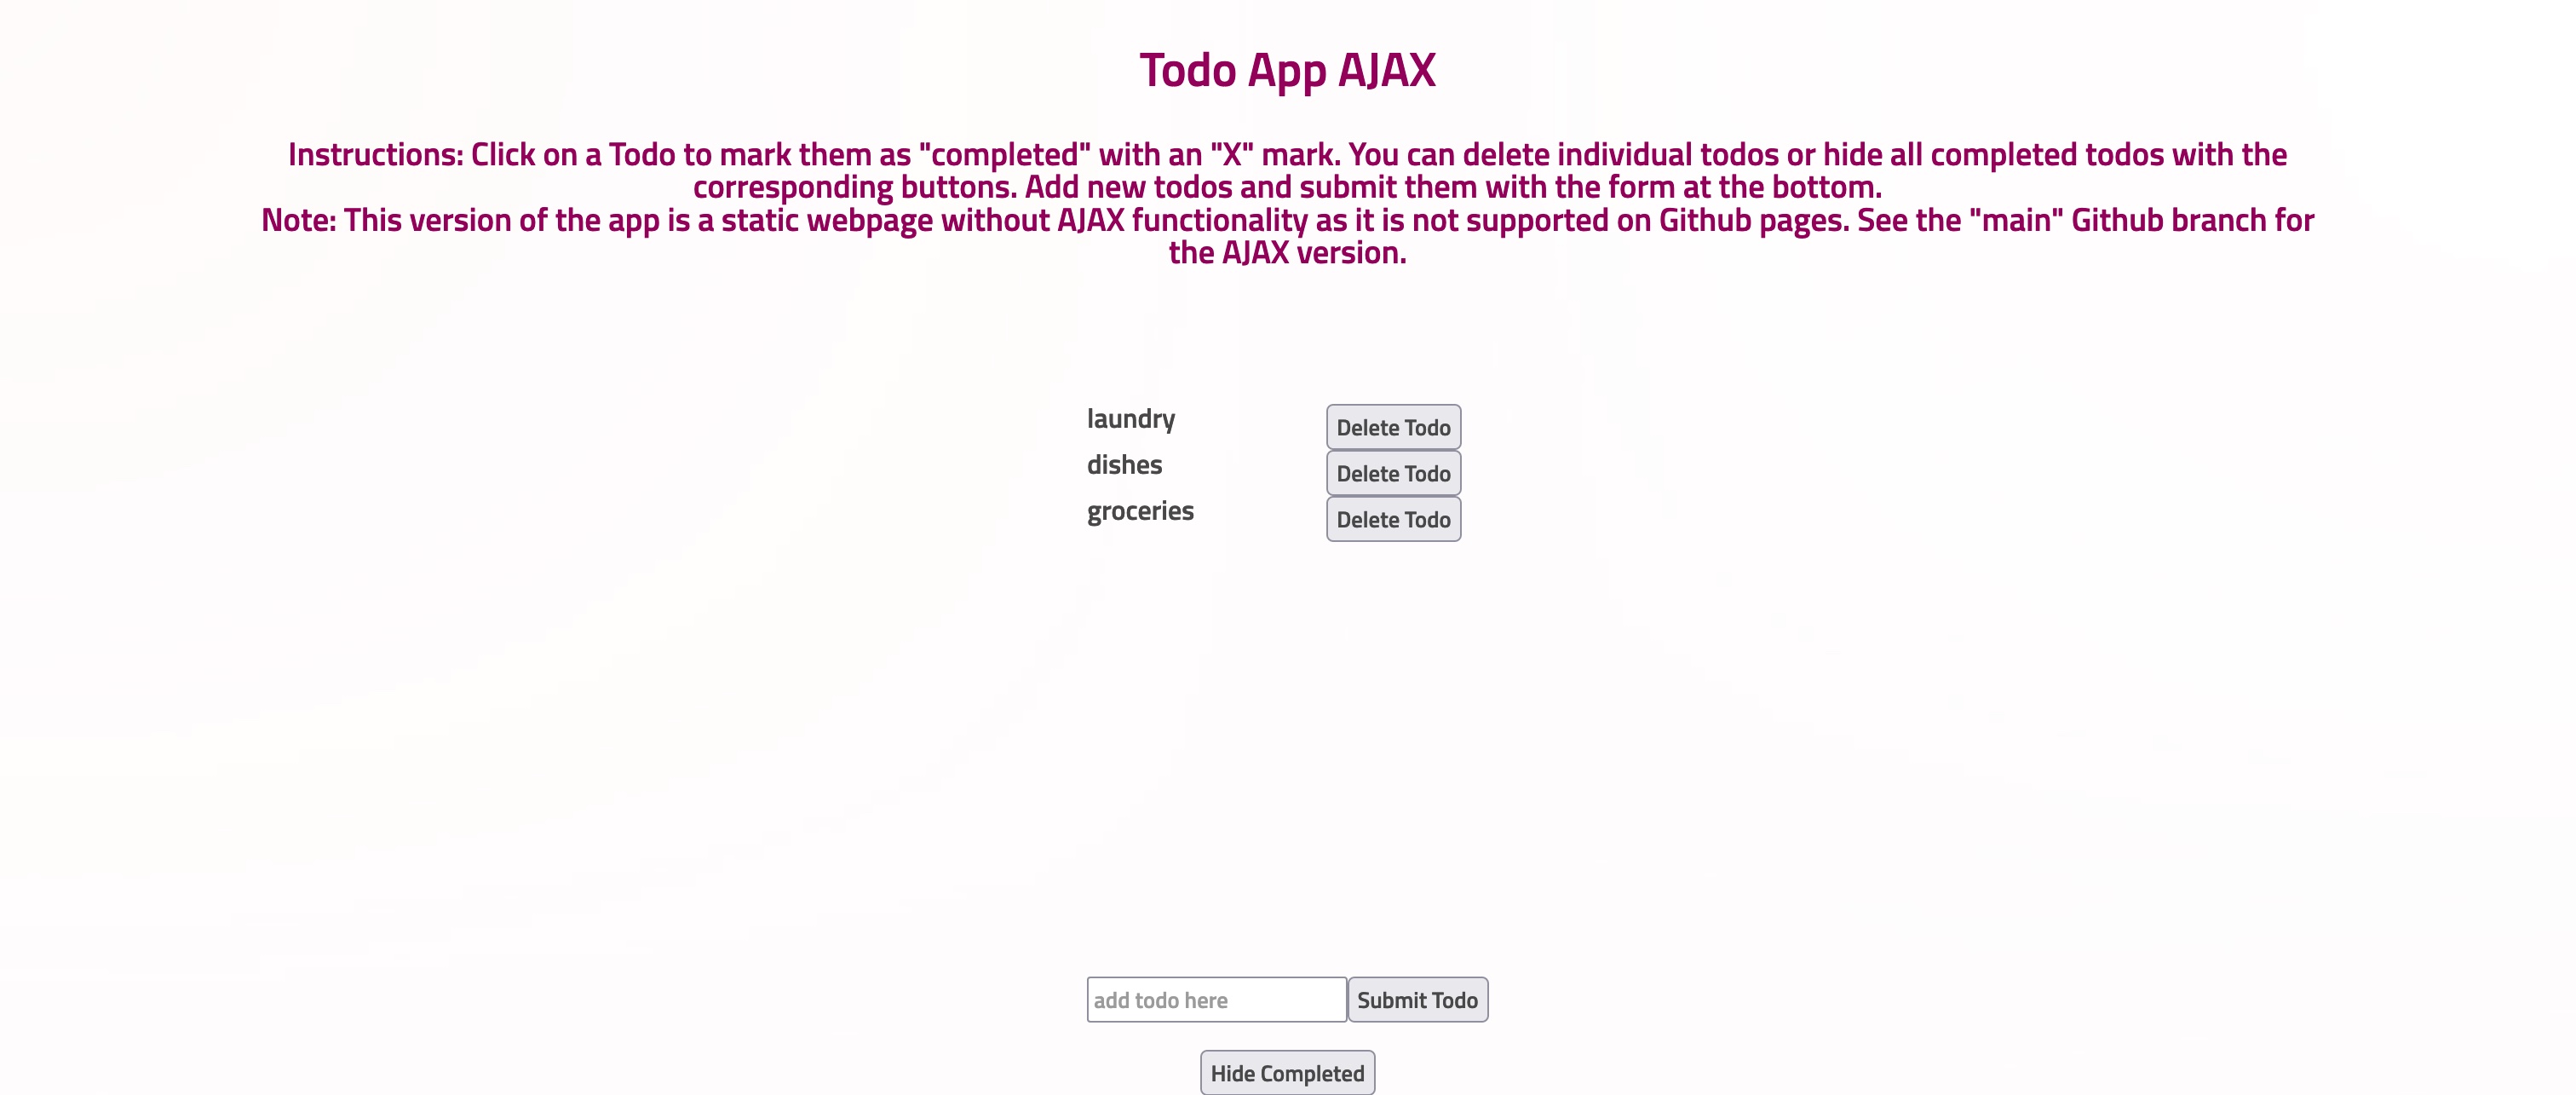 Todo App AJAX
Instructions: Click on a Todo to mark them as "completed" with an "X" mark. You can delete individual todos or hide all completed todos with the
corresponding buttons. Add new todos and submit them with the form at the bottom.
Note: This version of the app is a static webpage without AJAX functionality as it is not supported on Github pages. See the "main" Github branch for
the AJAX version.
laundry Delete Todo
dishes Delete Todo
groceries Delete Todo
add todo here Submit Todo
Hide Completed